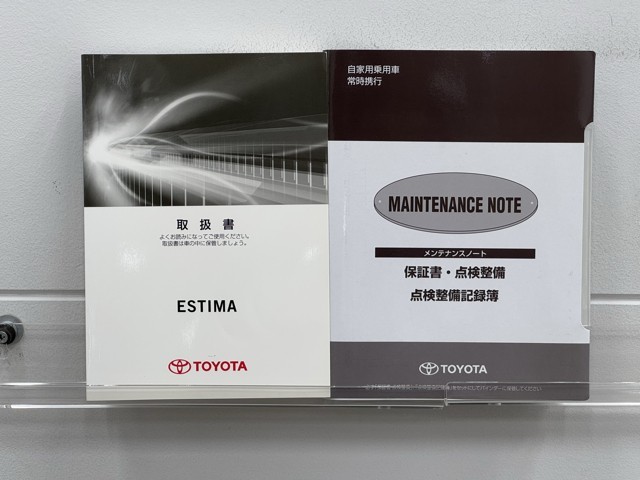 取扱書
よくお読みになってご使用ください。
取扱書は車の中に保管しましょう。
ESTIMA
TOYOTA
自家用乗用車
常時携行
MAINTENANCE NOTE
メンテナンスノート
保証書・点検整備
点検整備記録簿
TOYOTA